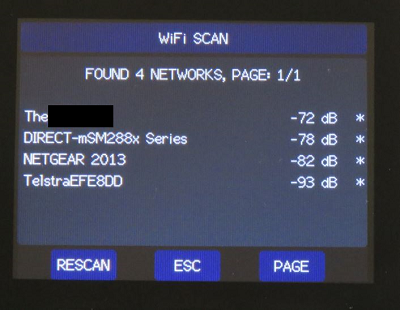 WiFi SCAN
FOUND 4 NETWORKS, PAGE: 1/1
The -72 dB *
DIRECT-mSM288x Series -78 dB *
NETGEAR 2013 -82 dB *
TelstraEFE8DD -93 dB *
RESCAN ESC PAGE